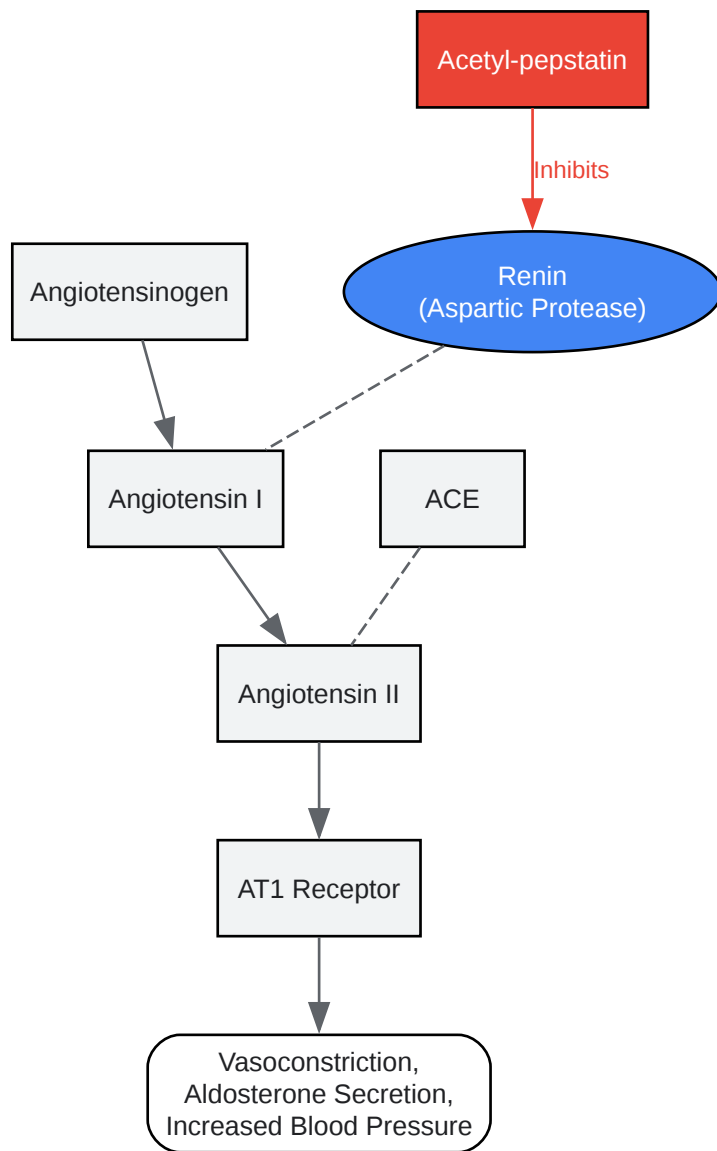 Acetyl-pepstatin
Inhibits
Renin
(Aspartic Protease)
Angiotensinogen
Angiotensin I
ACE
Angiotensin II
AT1 Receptor
Vasoconstriction,
Aldosterone Secretion,
Increased Blood Pressure